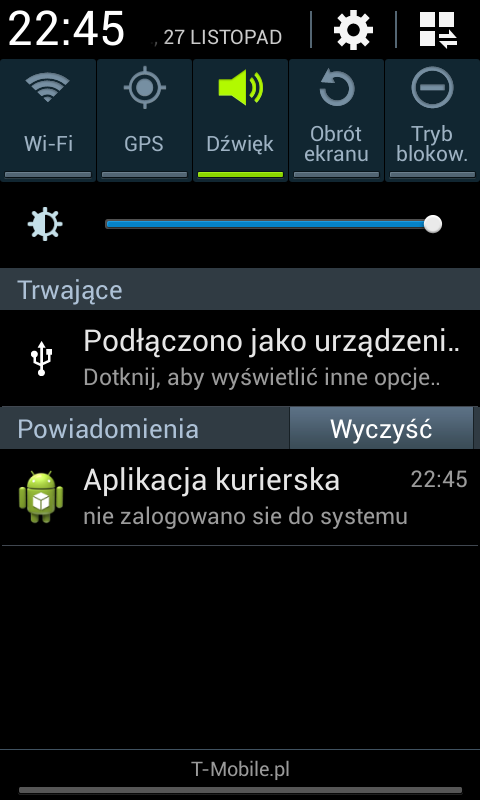 22:45 , 27 LISTOPAD
Wi-Fi
GPS
Dźwięk
Obrót
ekranu
Tryb
blokow.
Trwające
Podłączono jako urządzeni..
Dotknij, aby wyświetlić inne opcje..
Powiadomienia
Wyczyść
Aplikacja kurierska 22:45
nie zalogowano sie do systemu
T-Mobile.pl